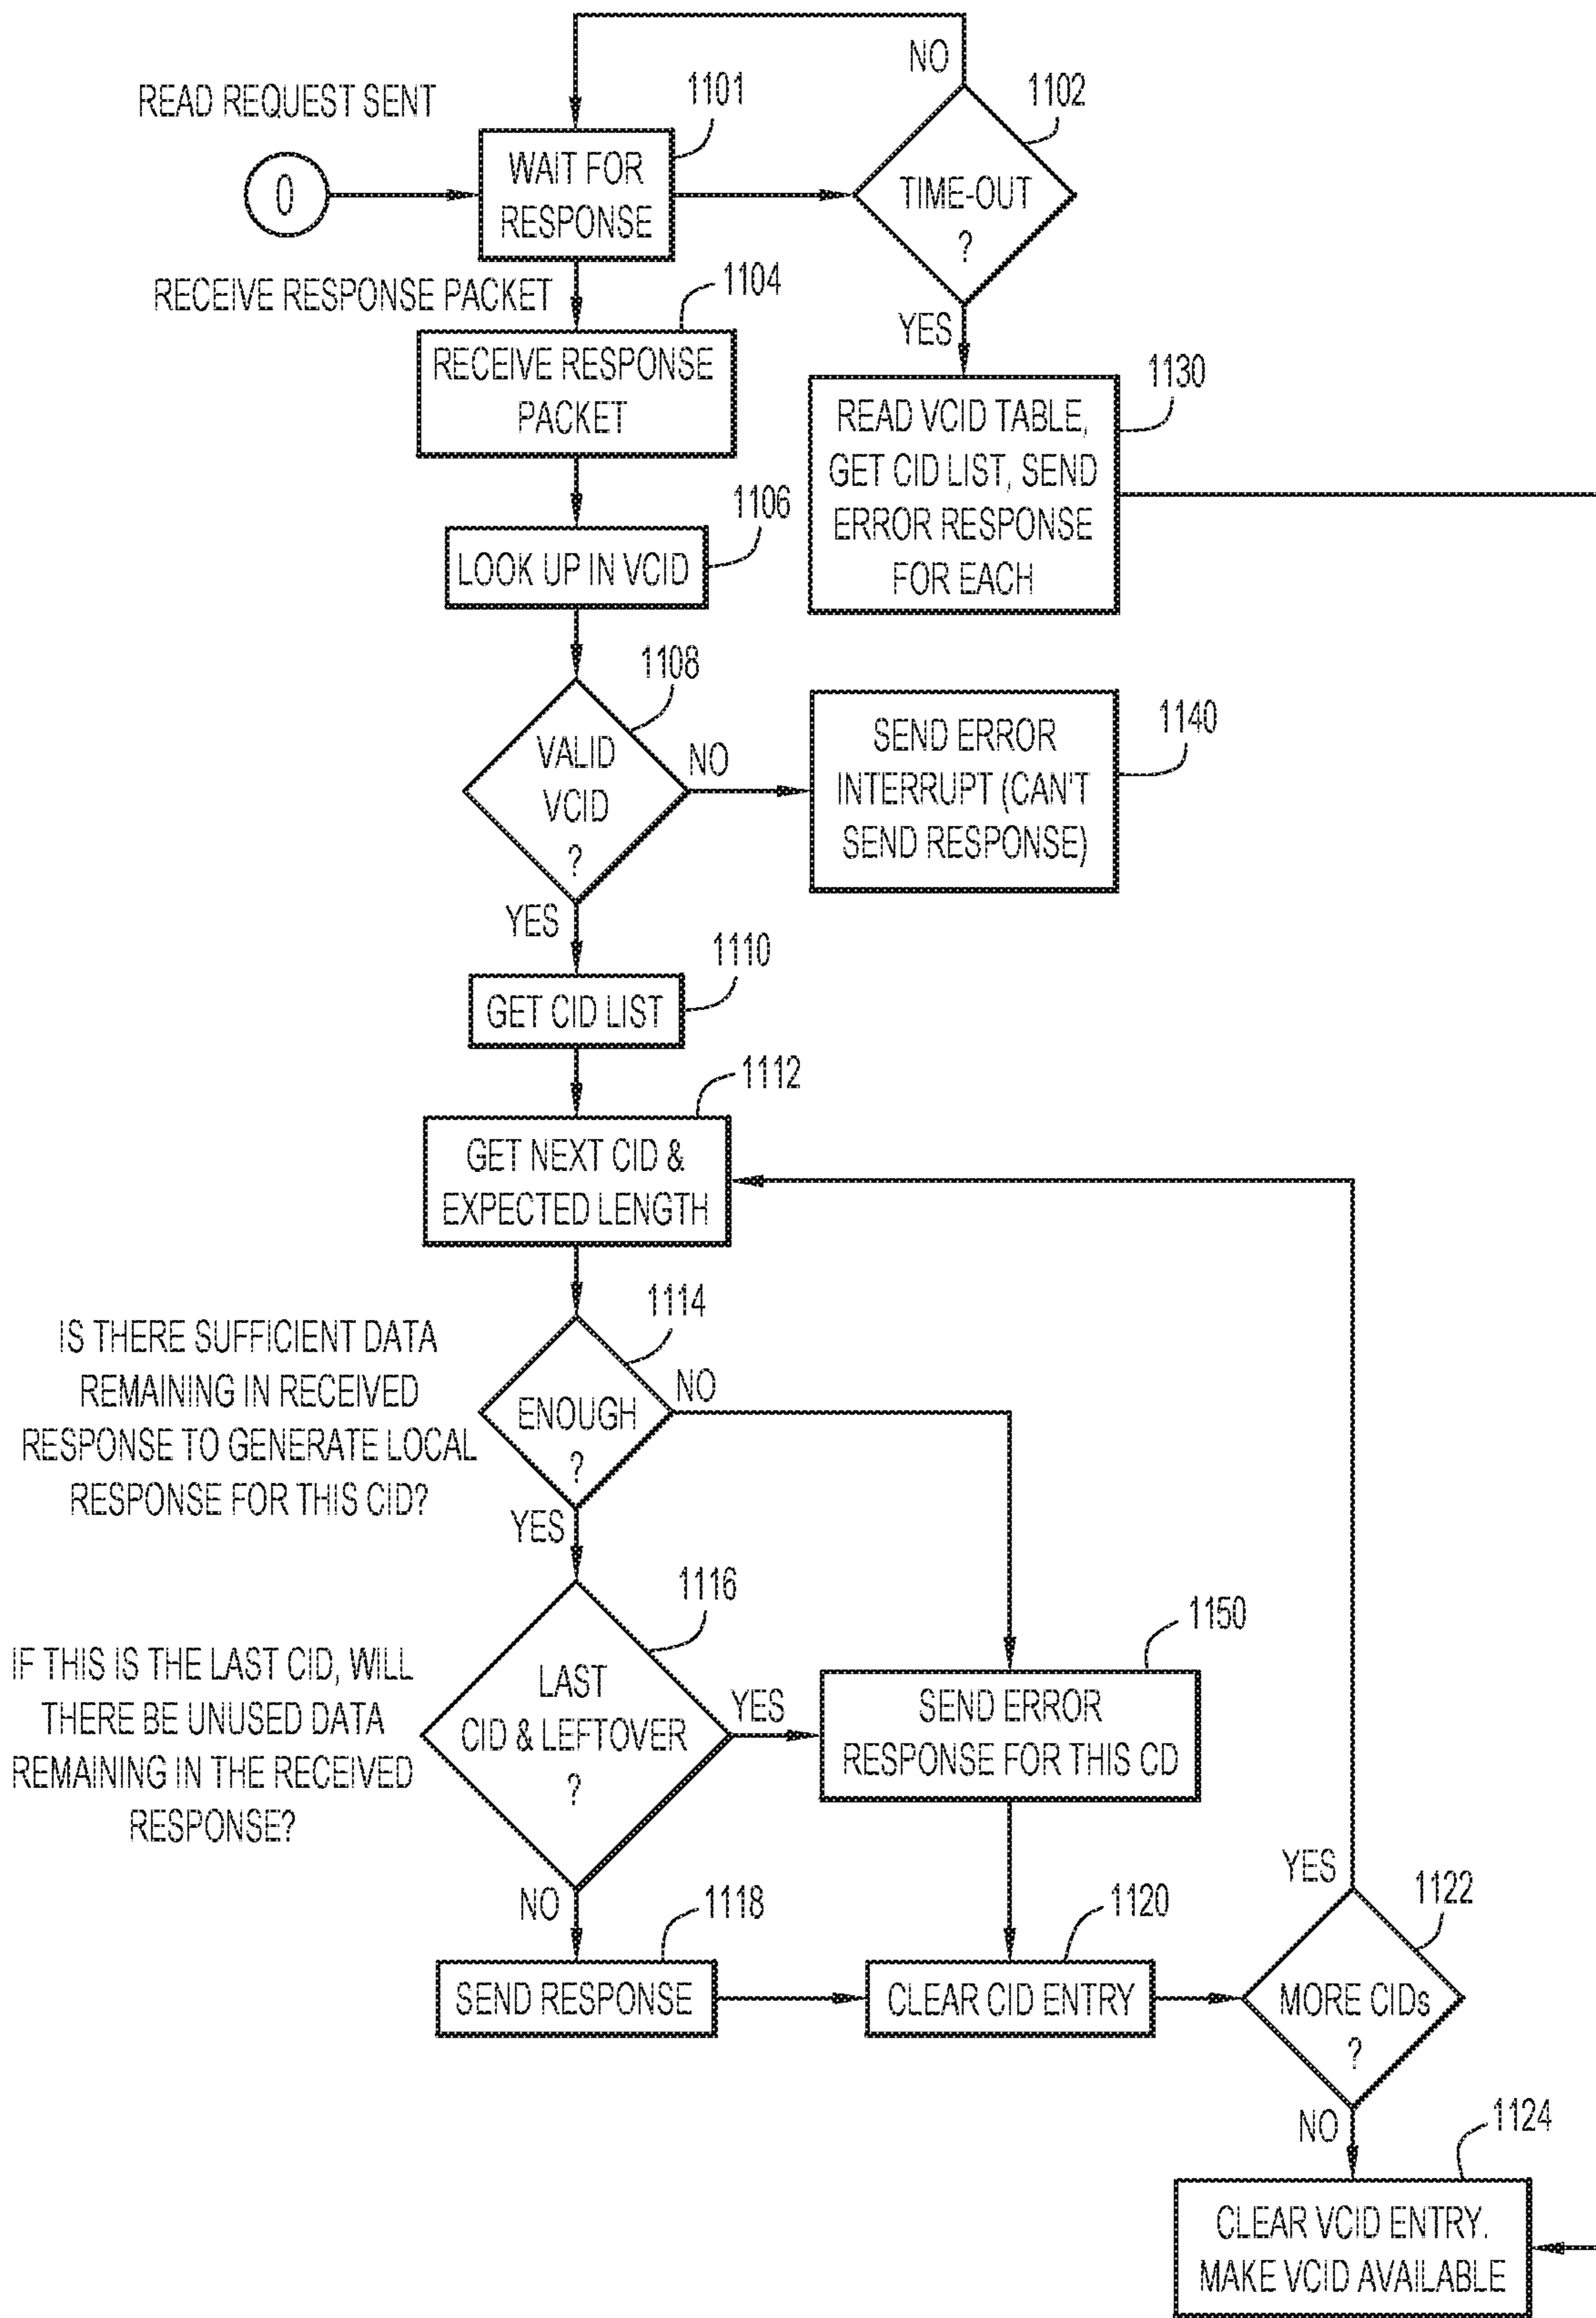 NO
1102
1101
READ REQUEST SENT
0
WAIT FOR
RESPONSE
TIME-OUT
?
RECEIVE RESPONSE PACKET
1104
YES
RECEIVE RESPONSE
PACKET
1130
READ VCID TABLE,
GET CID LIST, SEND
ERROR RESPONSE
FOR EACH
1106
LOOK UP IN VCID
1108
VALID
VCID
?
NO
1140
SEND ERROR
INTERRUPT (CAN'T
SEND RESPONSE)
YES
1110
GET CID LIST
1112
GET NEXT CID &
EXPECTED LENGTH
1114
IS THERE SUFFICIENT DATA
REMAINING IN RECEIVED
RESPONSE TO GENERATE LOCAL
RESPONSE FOR THIS CID?
ENOUGH
?
NO
YES
1116
IF THIS IS THE LAST CID, WILL
THERE BE UNUSED DATA
REMAINING IN THE RECEIVED
RESPONSE?
LAST
CID & LEFTOVER
?
YES
1150
SEND ERROR
RESPONSE FOR THIS CD
NO
1118
SEND RESPONSE
1120
CLEAR CID ENTRY
YES
1122
MORE CIDs
?
NO
1124
CLEAR VCID ENTRY.
MAKE VCID AVAILABLE